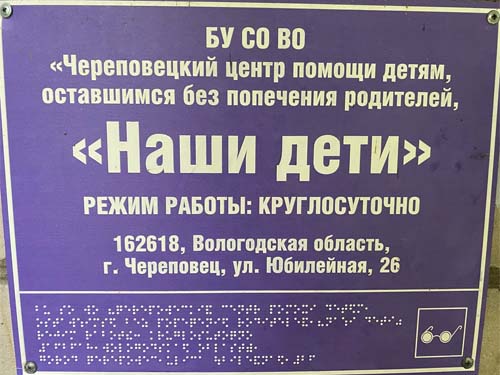 БУ СО ВО
«Череповецкий центр помощи детям,
оставшимся без попечения родителей,
«Наши дети»
РЕЖИМ РАБОТЫ: КРУГЛОСУТОЧНО
162618, Вологодская область,
г. Череповец, ул. Юбилейная, 26